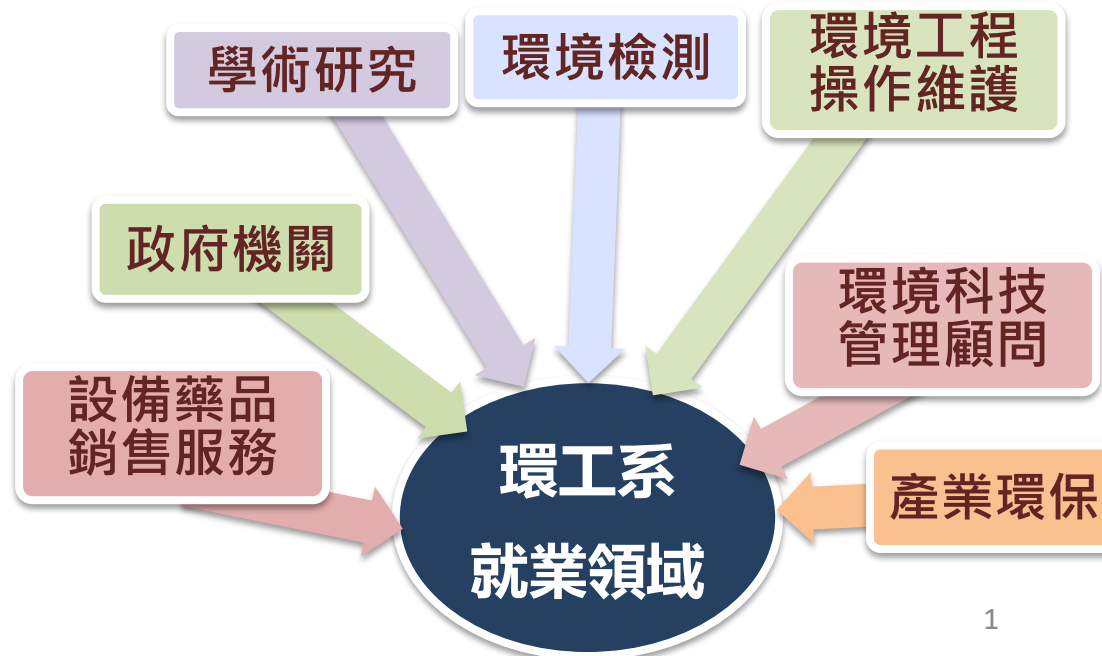 學術研究
環境檢測
環境工程
操作維護
政府機關
環境科技
管理顧問
設備藥品
銷售服務
產業環保
環工系
就業領域
1